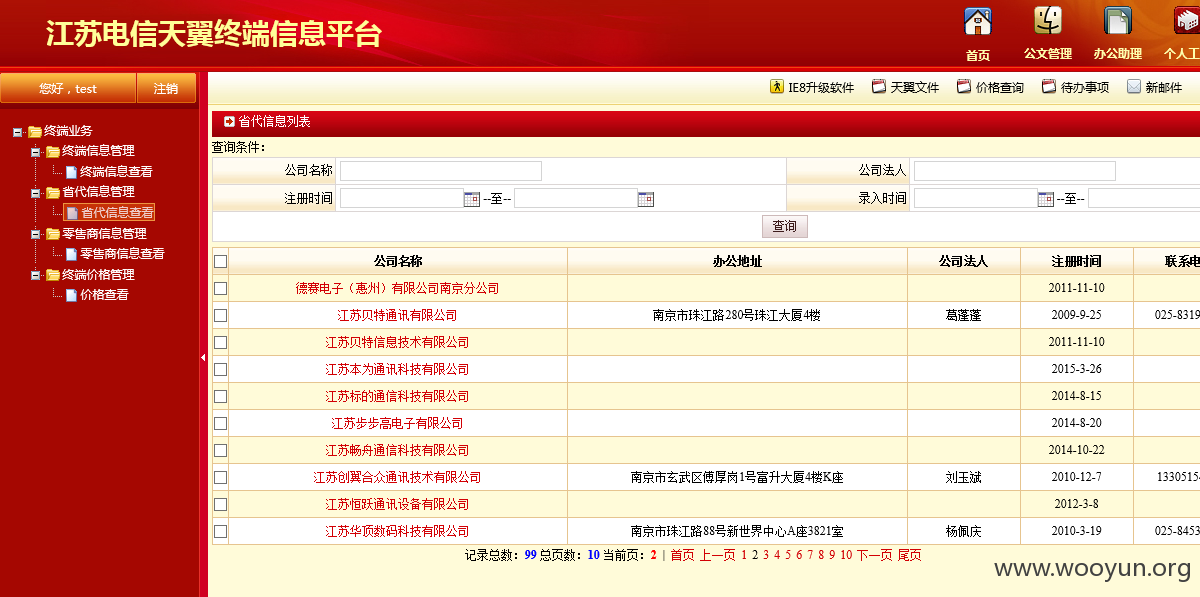 江苏电信天翼终端信息平台
首页 公文管理 办公助理 个人工
您好，test 注销
IE8升级软件 天翼文件 价格查询 待办事项 新邮件
终端业务
终端信息管理
终端信息查看
省代信息管理
省代信息查看
零售商信息管理
零售商信息查看
终端价格管理
价格查看
省代信息列表
查询条件：
公司名称 公司法人
注册时间 --至-- 录入时间 --至--
查询
公司名称 办公地址 公司法人 注册时间 联系电
德赛电子（惠州）有限公司南京分公司 2011-11-10
江苏贝特通讯有限公司 南京市珠江路280号珠江大厦4楼 葛蓬蓬 2009-9-25 025-8319
江苏贝特信息技术有限公司 2011-11-10
江苏本为通讯科技有限公司 2015-3-26
江苏标的通信科技有限公司 2014-8-15
江苏步步高电子有限公司 2014-8-20
江苏畅舟通信科技有限公司 2014-10-22
江苏创翼合众通讯技术有限公司 南京市玄武区傅厚岗1号富升大厦4楼K座 刘玉斌 2010-12-7 1330515
江苏恒跃通讯设备有限公司 2012-3-8
江苏华顶数码科技有限公司 南京市珠江路88号新世界中心A座3821室 杨佩庆 2010-3-19 025-8453
记录总数：99 总页数：10 当前页：2 | 首页 上一页 1 2 3 4 5 6 7 8 9 10 下一页 尾页
www.wooyun.org